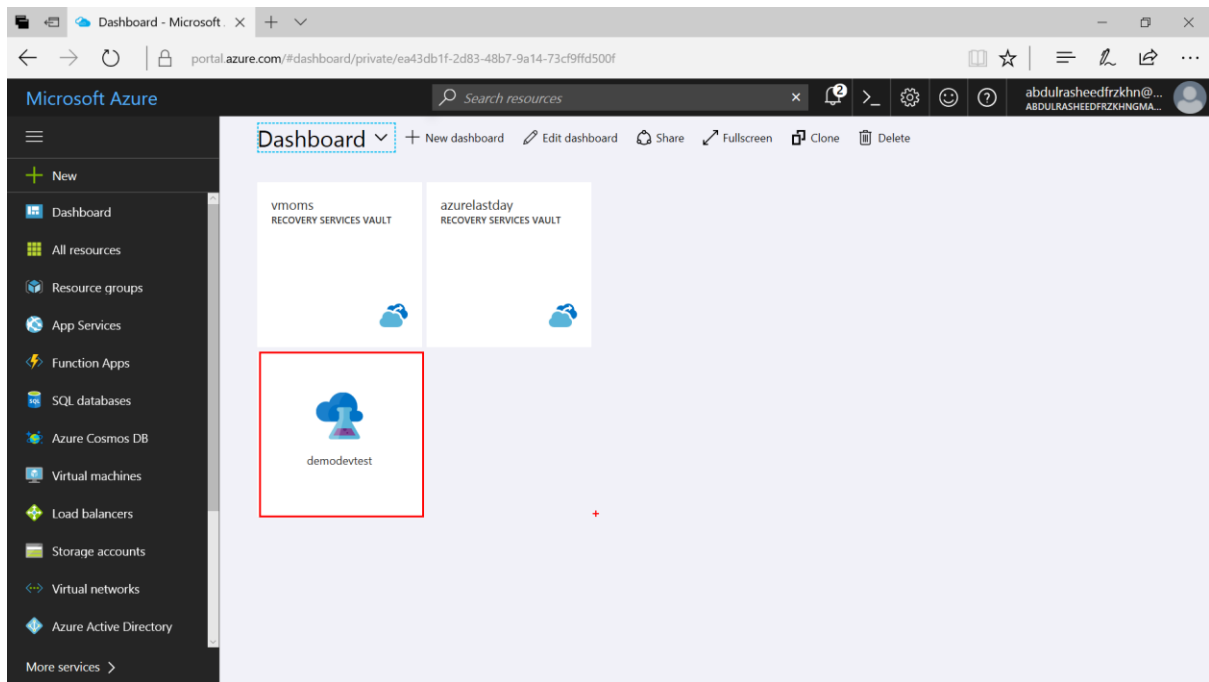 Dashboard - Microsoft.
portal.azure.com/#dashboard/private/ea43db1f-2d83-48b7-9a14-73cf9ffd500f
Microsoft Azure
Search resources
2
abdulrasheedfrzkhn@...
ABDULRASHEEDFRZKHNGMA...
Dashboard
New dashboard
Edit dashboard
Share
Fullscreen
Clone
Delete
New
Dashboard
All resources
Resource groups
App Services
Function Apps
SQL databases
Azure Cosmos DB
Virtual machines
Load balancers
Storage accounts
Virtual networks
Azure Active Directory
More services
vmoms
RECOVERY SERVICES VAULT
azurelastday
RECOVERY SERVICES VAULT
demodevtest